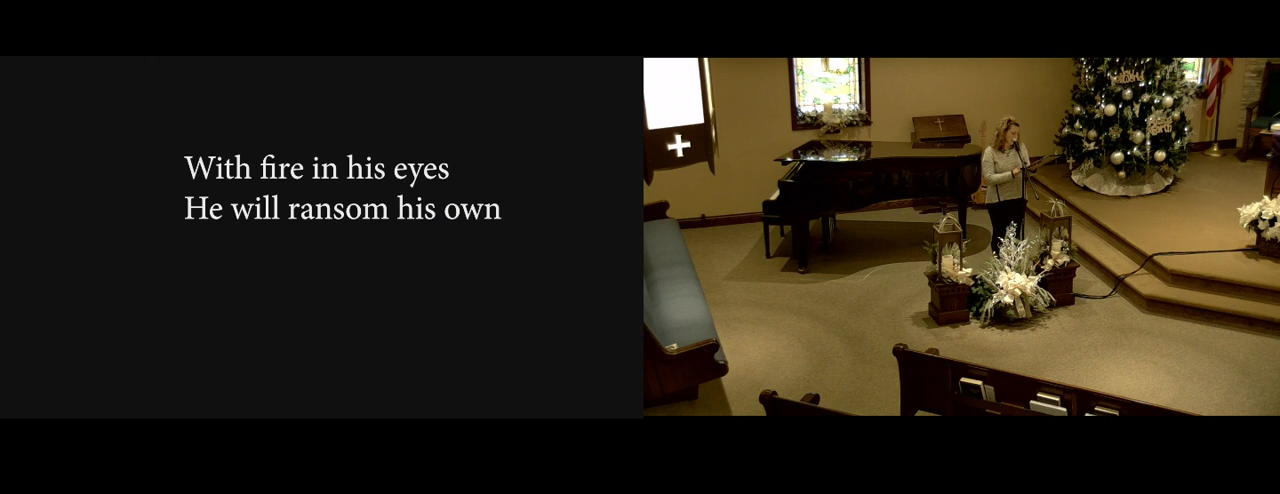 With fire in his eyes
He will ransom his own